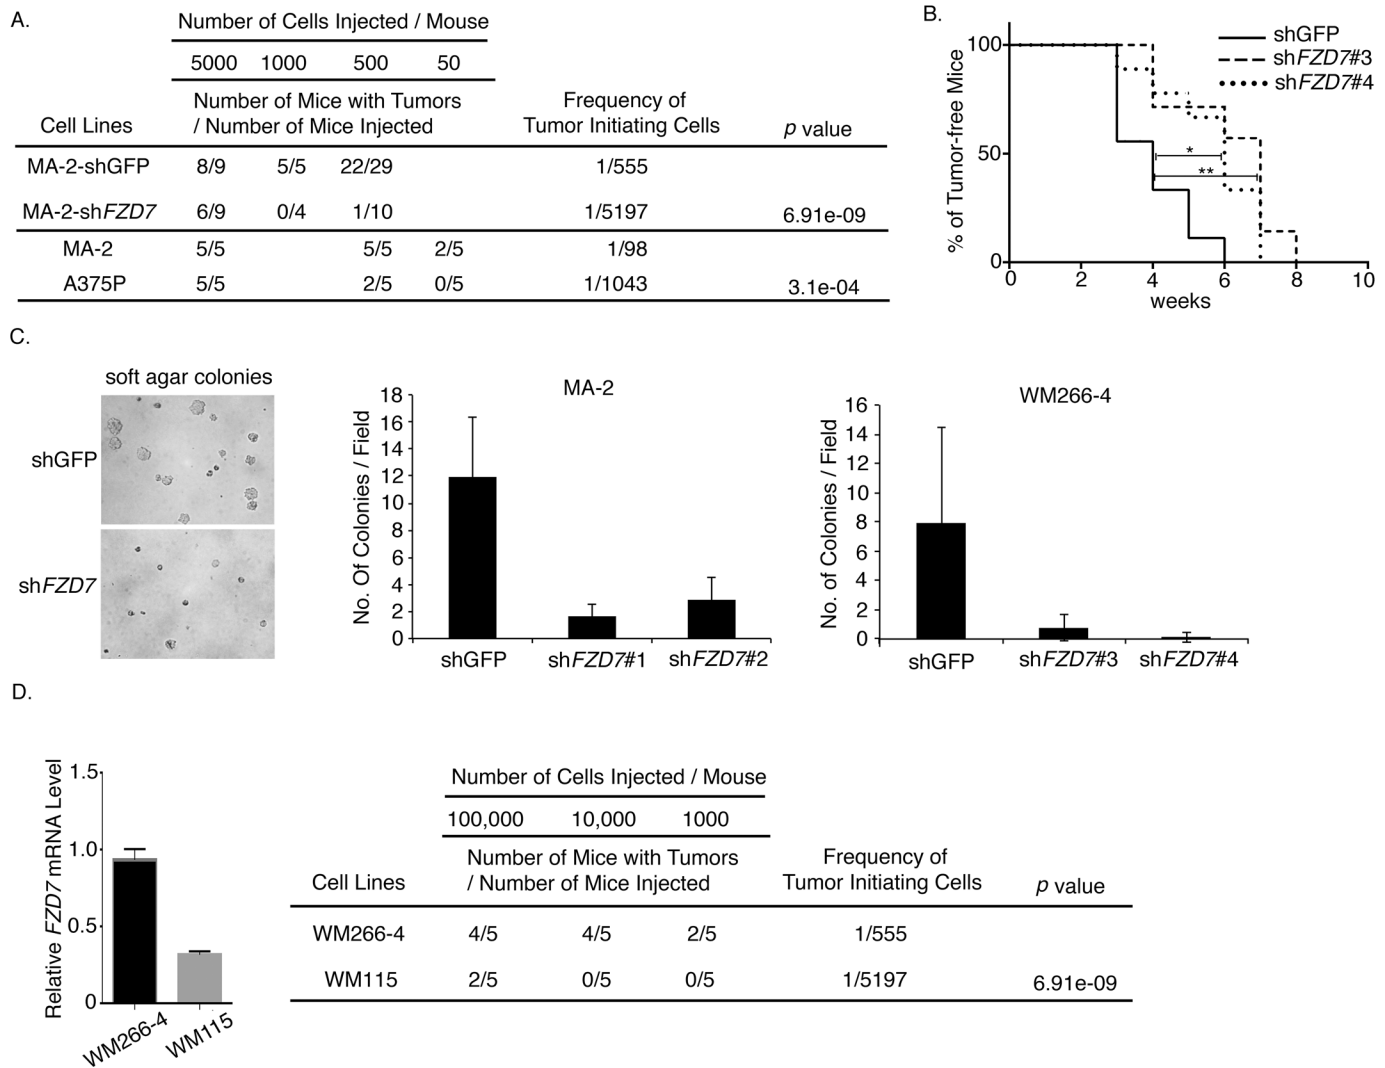 A.
Number of Cells Injected / Mouse
5000 1000 500 50
Number of Mice with Tumors
/ Number of Mice Injected
Cell Lines
Frequency of
Tumor Initiating Cells
p value
MA-2-shGFP 8/9 5/5 22/29 1/555
MA-2-shFZD7 6/9 0/4 1/10 1/5197 6.91e-09
MA-2 5/5 5/5 2/5 1/98
A375P 5/5 2/5 0/5 1/1043 3.1e-04
B.
shGFP
shFZD7#3
shFZD7#4
% of Tumor-free Mice
100
50
0
*
**
0 2 4 6 8 10
weeks
C.
soft agar colonies
shGFP
shFZD7
MA-2
No. Of Colonies / Field
18
16
14
12
10
8
6
4
2
0
shGFP shFZD7#1 shFZD7#2
WM266-4
No. of Colonies / Field
16
14
12
10
8
6
4
2
0
shGFP shFZD7#3 shFZD7#4
D.
Relative FZD7 mRNA Level
1.5
1.0
0.5
0
WM266-4
WM115
Number of Cells Injected / Mouse
100,000 10,000 1000
Number of Mice with Tumors
/ Number of Mice Injected
Cell Lines
Frequency of
Tumor Initiating Cells
p value
WM266-4 4/5 4/5 2/5 1/555
WM115 2/5 0/5 0/5 1/5197 6.91e-09